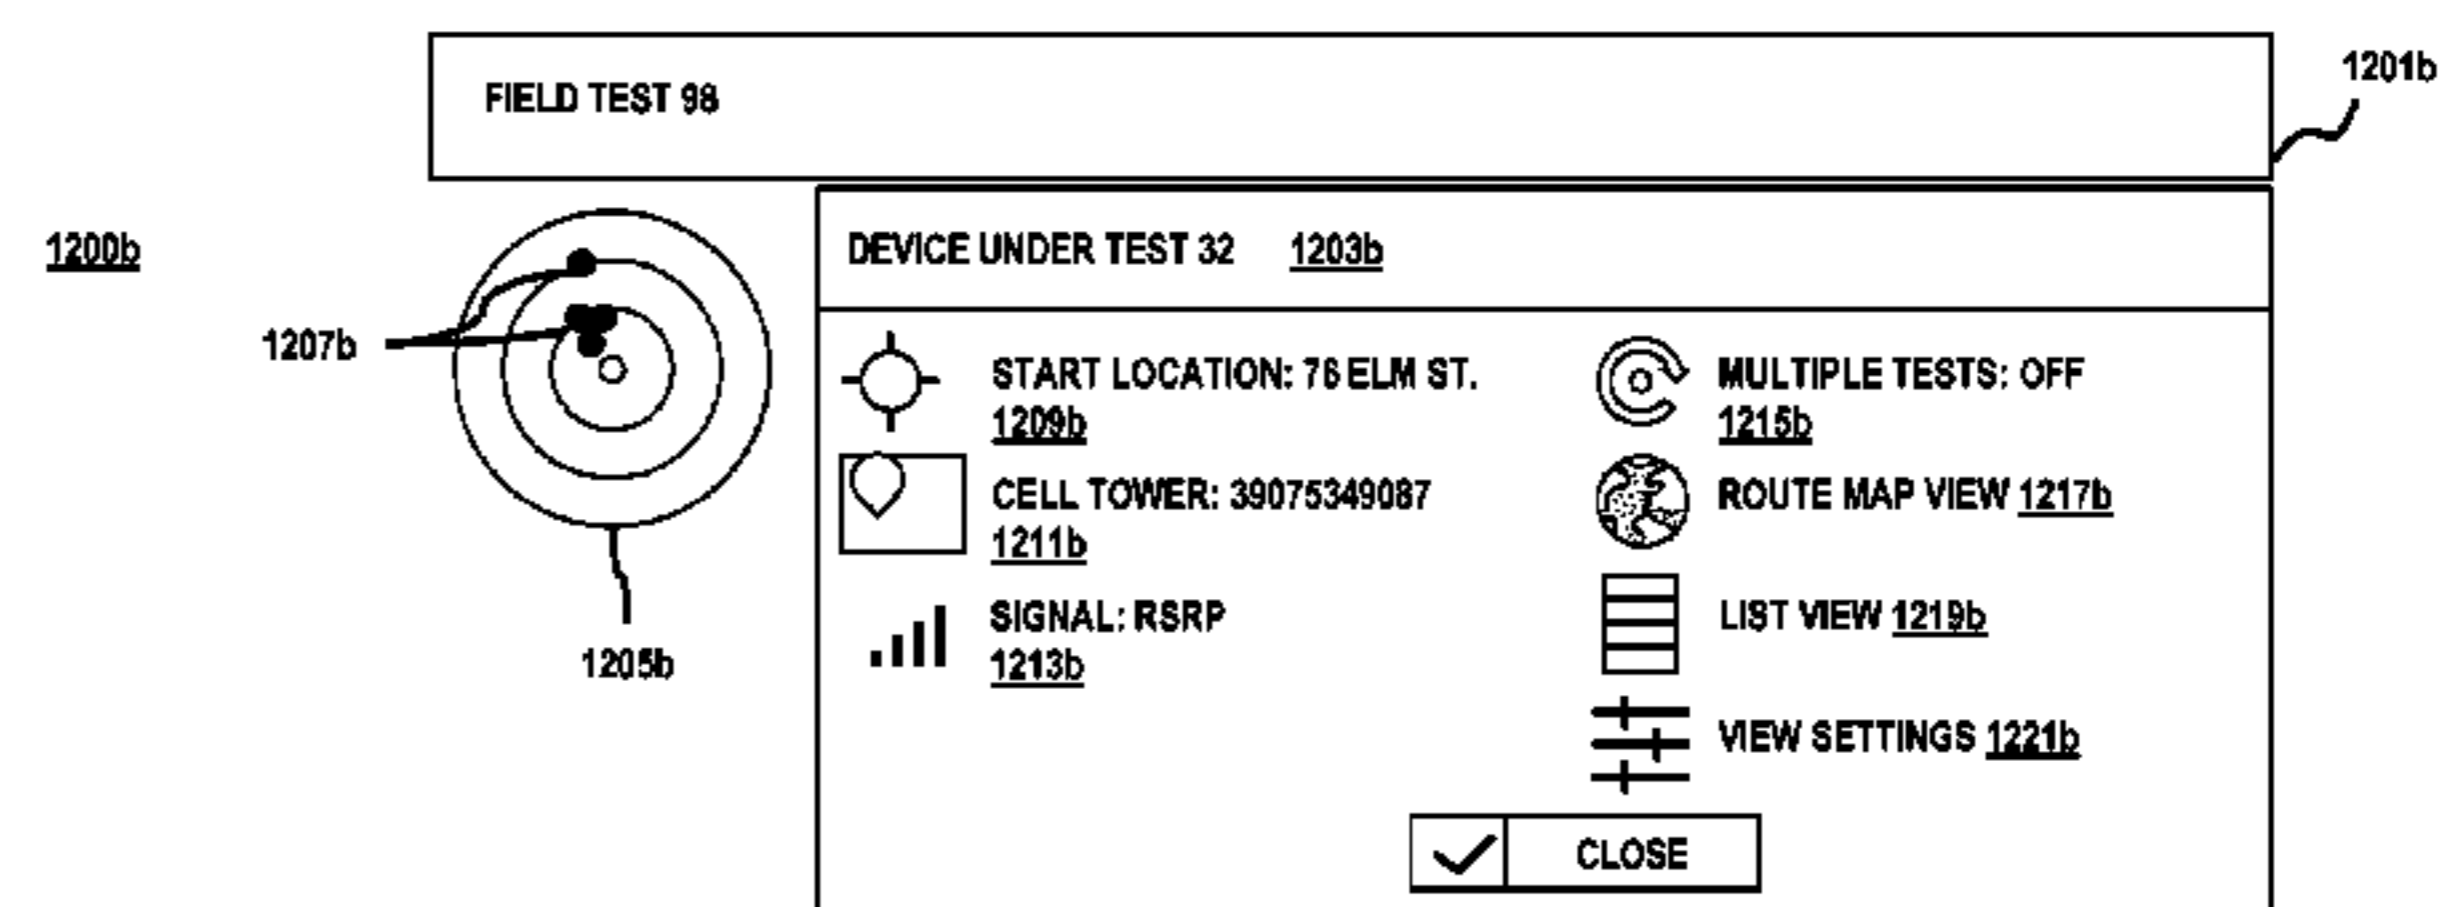 FIELD TEST 98
1201b
1200b
DEVICE UNDER TEST 32 1203b
1207b
START LOCATION: 76 ELM ST.
1209b
MULTIPLE TESTS: OFF
1215b
CELL TOWER: 39075349087
1211b
ROUTE MAP VIEW 1217b
SIGNAL: RSRP
1213b
LIST VIEW 1219b
1205b
VIEW SETTINGS 1221b
CLOSE